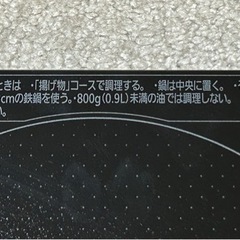 ときは ・「揚げ物」コースで調理する。 ・鍋は中央に置く。 ・
cmの鉄鍋を使う。・800g(0.9L)未満の油では調理しない。
い。